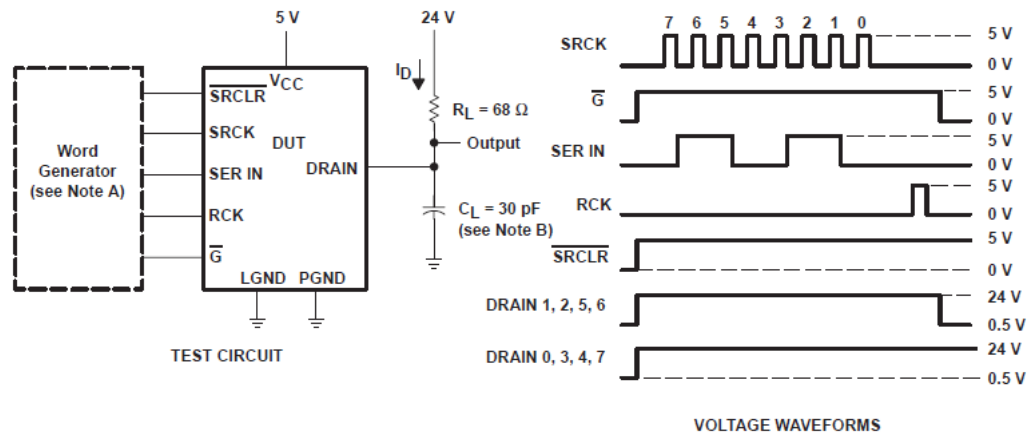 5 V
24 V
Word
Generator
(see Note A)
SRCLR
SRCK
SER IN
RCK
G
VCC
DUT
DRAIN
LGND PGND
ID
RL = 68 Ω
Output
CL = 30 pF
(see Note B)
TEST CIRCUIT
7 6 5 4 3 2 1 0
SRCK
5 V
0 V
G
5 V
0 V
SER IN
5 V
0 V
RCK
5 V
0 V
SRCLR
5 V
0 V
DRAIN 1, 2, 5, 6
24 V
0.5 V
DRAIN 0, 3, 4, 7
24 V
0.5 V
VOLTAGE WAVEFORMS